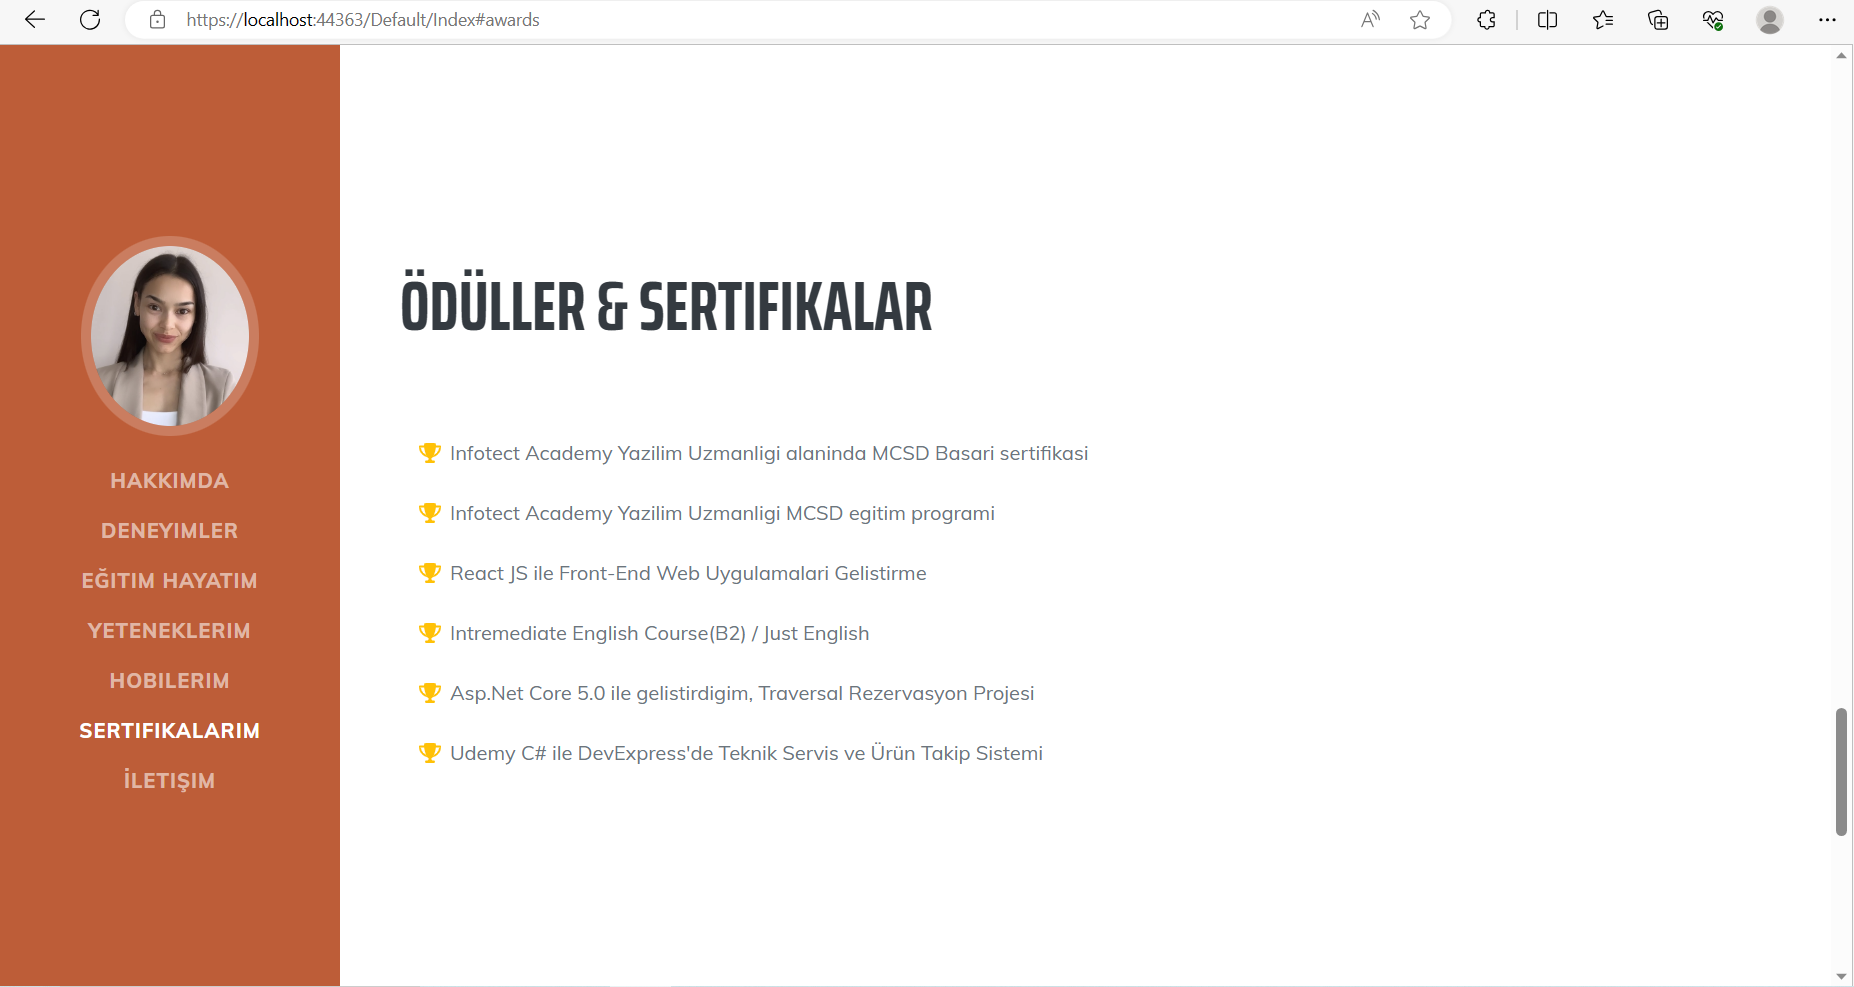 https://localhost:44363/Default/Index#awards
HAKKIMDA
DENEYIMLER
EĞITIM HAYATIM
YETENEKLERIM
HOBILERIM
SERTIFIKALARIM
İLETIŞIM
ÖDÜLLER & SERTIFIKALAR
Infotect Academy Yazilim Uzmanligi alaninda MCSD Basari sertifikasi
Infotect Academy Yazilim Uzmanligi MCSD egitim programi
React JS ile Front-End Web Uygulamalari Gelistirme
Intremediate English Course(B2) / Just English
Asp.Net Core 5.0 ile gelistirdigim, Traversal Rezervasyon Projesi
Udemy C# ile DevExpress'de Teknik Servis ve Ürün Takip Sistemi